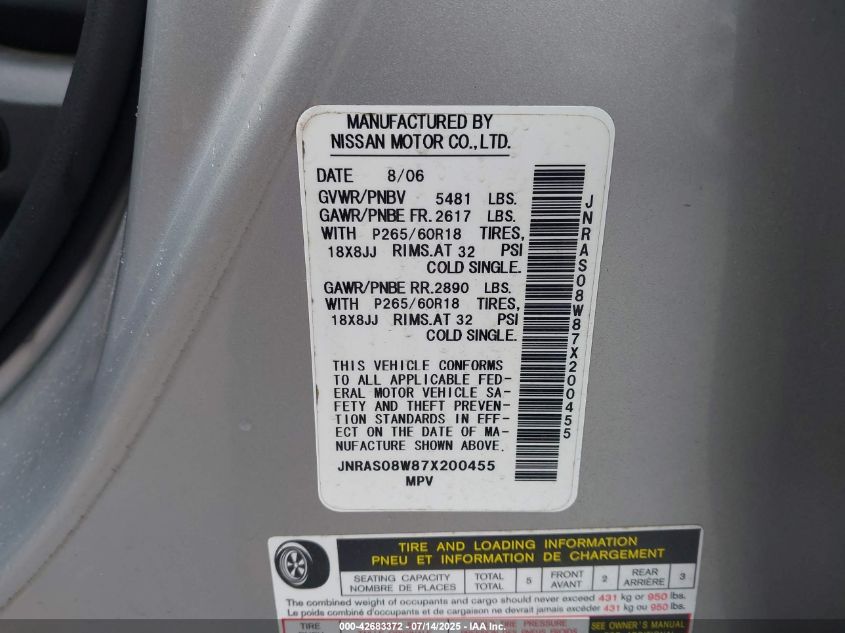 MANUFACTURED BY
NISSAN MOTOR CO., LTD.
DATE 8/06
GVWR/PNBV 5481 LBS.
GAWR/PNBE FR. 2617 LBS.
WITH P265/60R18 TIRES,
18X8JJ RIMS. AT 32 PSI
COLD SINGLE.
GAWR/PNBE RR. 2890 LBS.
WITH P265/60R18 TIRES,
18X8JJ RIMS. AT 32 PSI
COLD SINGLE.
THIS VEHICLE CONFORMS
TO ALL APPLICABLE FED-
ERAL MOTOR VEHICLE SA-
FETY AND THEFT PREVEN-
TION STANDARDS IN EFF-
ECT ON THE DATE OF MA-
NUFACTURE SHOWN ABOVE.
JNRAS08W87X200455
MPV
JNRAS08W87X200455
TIRE AND LOADING INFORMATION
PNEU ET INFORMATION DE CHARGEMENT
SEATING CAPACITY TOTAL 5 FRONT 2 REAR 3
NOMBRE DE PLACES TOTAL AVANT ARRIÈRE
The combined weight of occupants and cargo should never exceed 431 kg or 950 lbs.
Le poids combiné des occupants et du chargement ne devrait jamais excéder 431 kg ou 950 lbs.
TIRE
SEE OWNER'S MANUAL
000-42683372 - 07/14/2025 - IAA Inc.